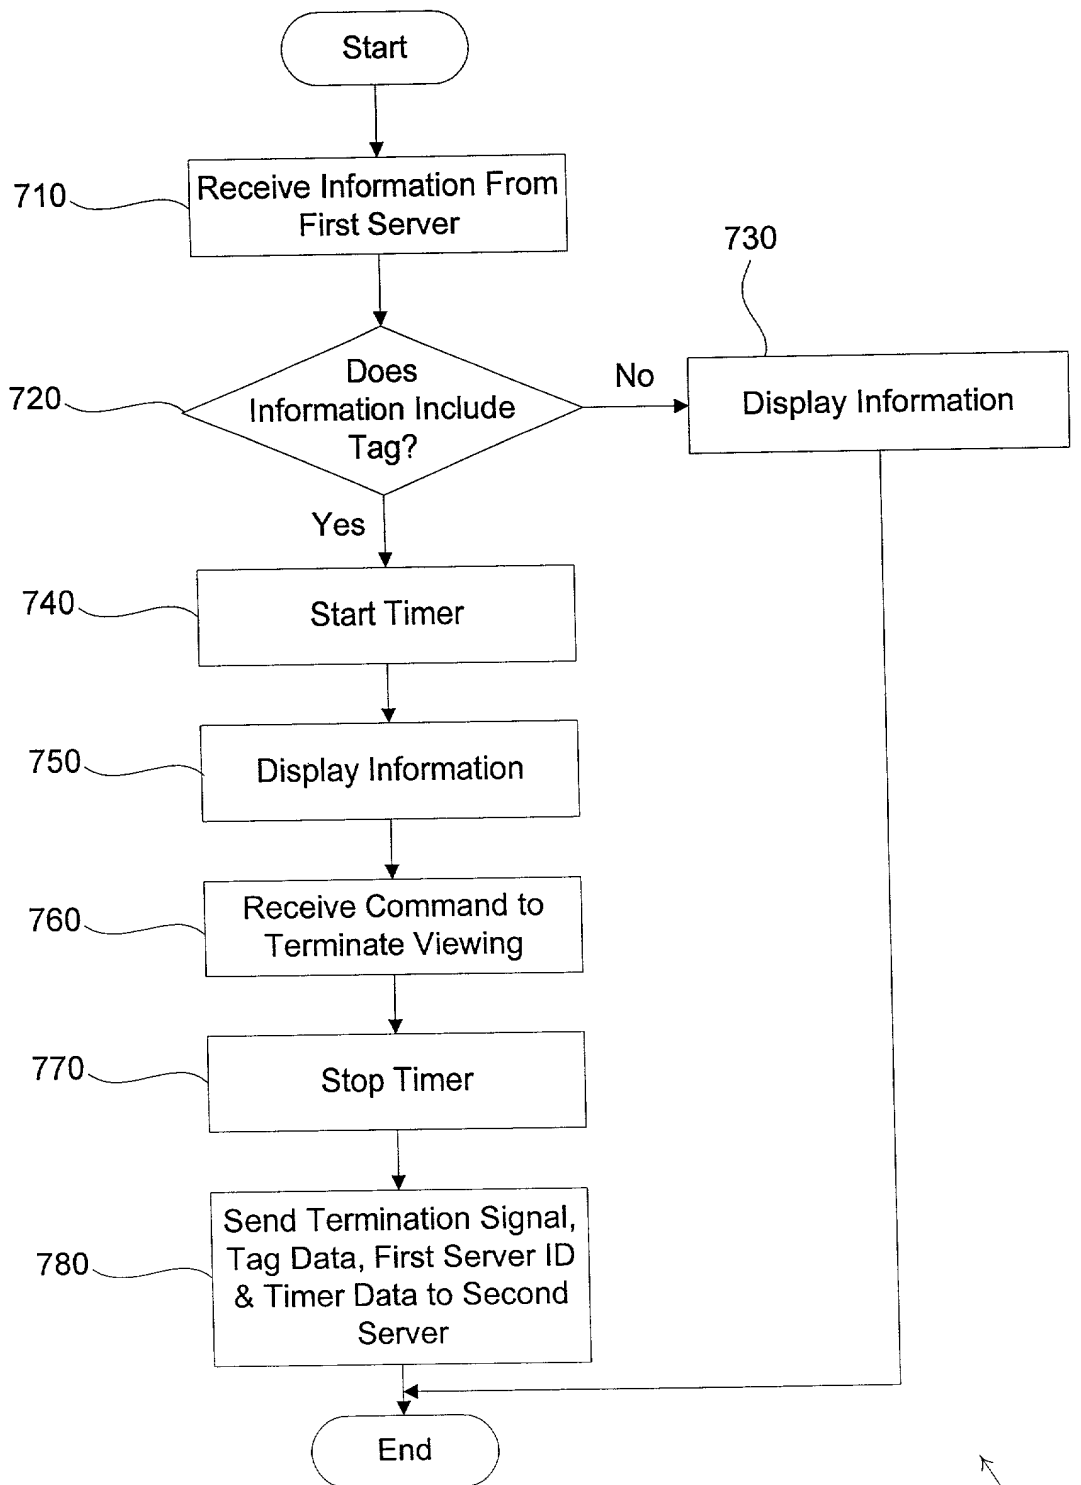 Start
710
Receive Information From
First Server
730
720
Does
Information Include
Tag?
No
Display Information
Yes
740
Start Timer
750
Display Information
760
Receive Command to
Terminate Viewing
770
Stop Timer
780
Send Termination Signal,
Tag Data, First Server ID
& Timer Data to Second
Server
End